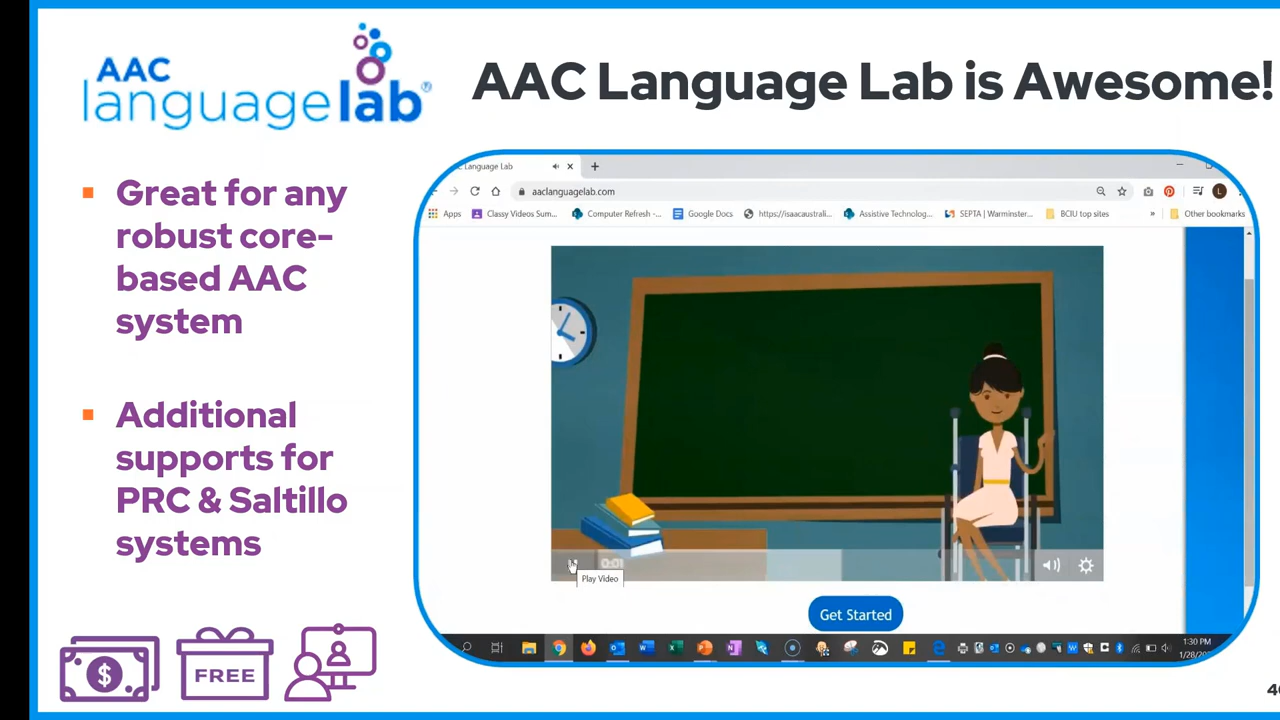 AAC
languagelab®
AAC Language Lab is Awesome!
Great for any
robust core-
based AAC
system
Additional
supports for
PRC & Saltillo
systems
FREE
Language Lab
aaclanguagelab.com
Apps
Classy Videos Sum...
Computer Refresh -...
Google Docs
https://isaacaustrali...
Assistive Technolog...
SEPTA | Warminster...
BCIU top sites
»
Other bookmarks
L
0:01
Play Video
Get Started
1:30 PM